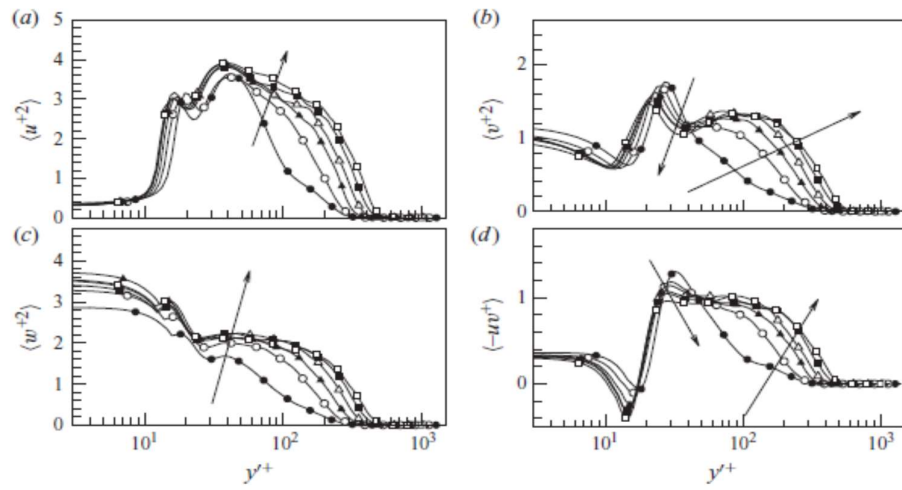 (a)
5
4
3
2
1
0
⟨u⁺²⟩
(b)
2
1
0
⟨v⁺²⟩
(c)
4
3
2
1
0
⟨w⁺²⟩
10¹ 10² 10³
y′⁺
(d)
1
0
⟨−uv⁺⟩
10¹ 10² 10³
y′⁺